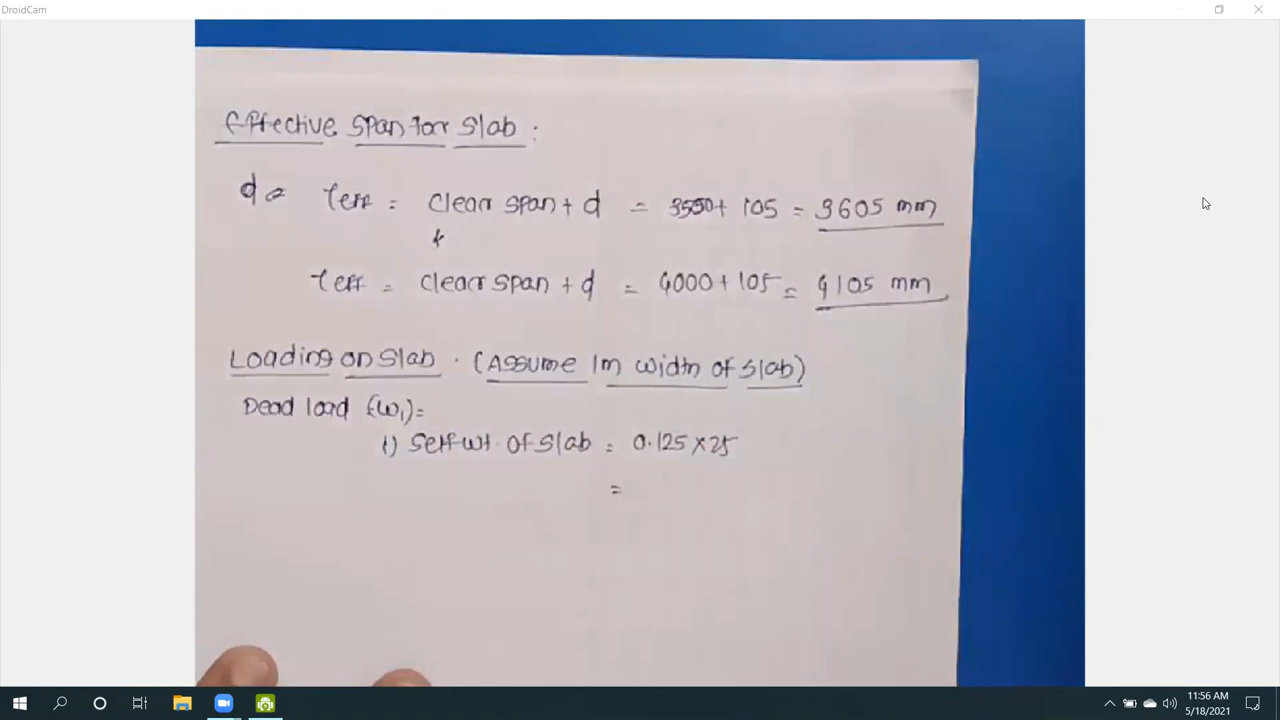 DroidCam
Effective Span for Slab :
d = leff = clear span + d = 3500 + 105 = 3605 mm
&
leff = clear span + d = 4000 + 105 = 4105 mm
Loading on Slab . (Assume 1m width of Slab)
Dead load (W1) =
1) Self wt. of Slab = 0.125 × 25
=
11:56 AM
5/18/2021